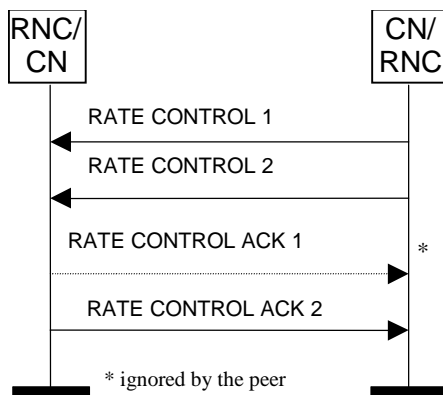 RNC/
CN
CN/
RNC
RATE CONTROL 1
RATE CONTROL 2
RATE CONTROL ACK 1
*
RATE CONTROL ACK 2
* ignored by the peer